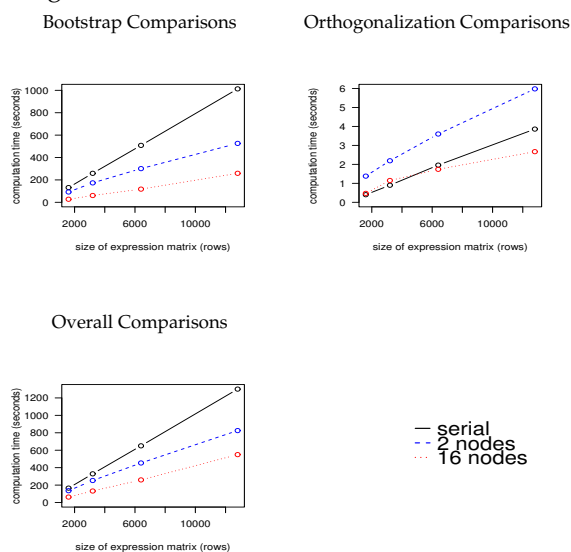 Bootstrap Comparisons
computation time (seconds)
1000
800
600
400
200
0
2000 6000 10000
size of expression matrix (rows)
Orthogonalization Comparisons
computation time (seconds)
6
5
4
3
2
1
0
2000 6000 10000
size of expression matrix (rows)
Overall Comparisons
computation time (seconds)
1200
1000
800
600
400
200
0
2000 6000 10000
size of expression matrix (rows)
serial
2 nodes
16 nodes